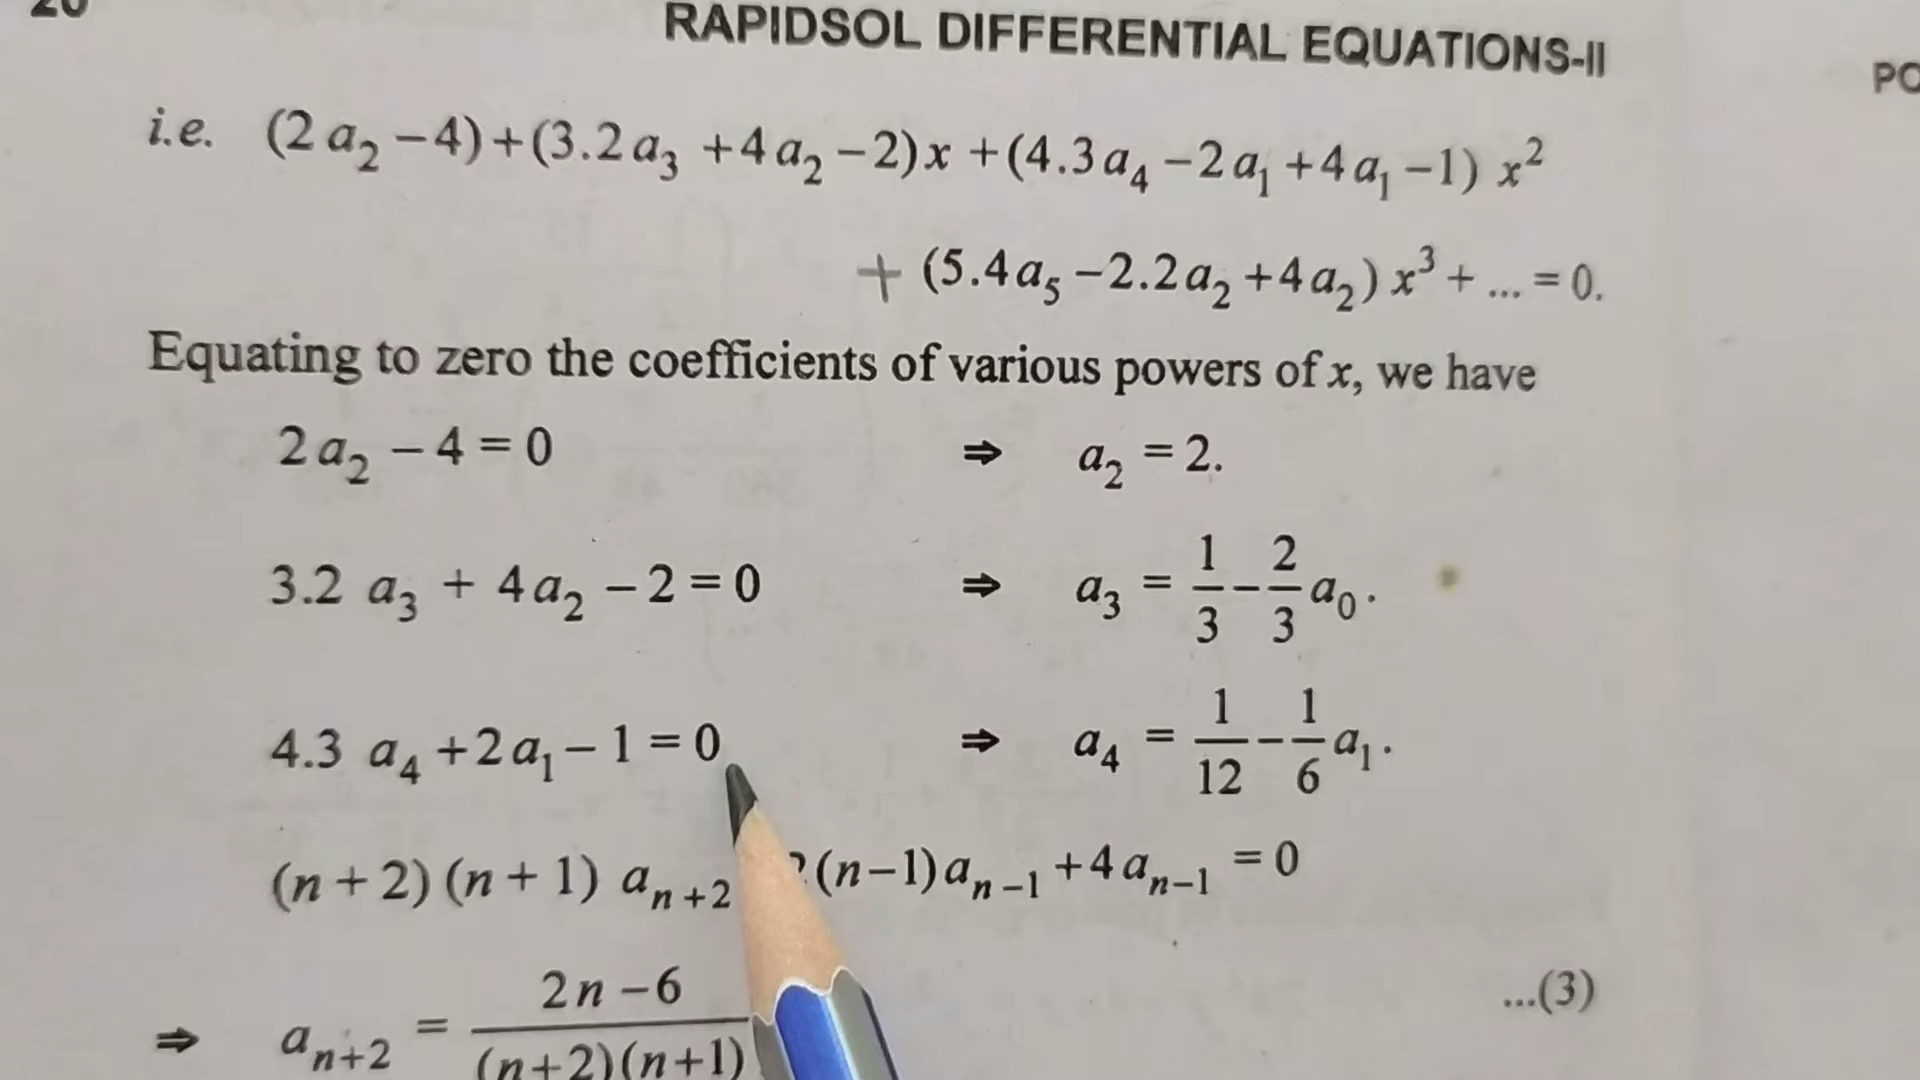 20
RAPIDSOL DIFFERENTIAL EQUATIONS-II
PO
i.e. (2a₂ − 4) + (3.2a₃ + 4a₂ − 2)x + (4.3a₄ − 2a₁ + 4a₁ − 1) x²
+ (5.4a₅ − 2.2a₂ + 4a₂) x³ + ... = 0.
Equating to zero the coefficients of various powers of x, we have
2a₂ − 4 = 0 ⇒ a₂ = 2.
3.2 a₃ + 4a₂ − 2 = 0 ⇒ a₃ = 1/3 − 2/3 a₀.
4.3 a₄ + 2a₁ − 1 = 0 ⇒ a₄ = 1/12 − 1/6 a₁.
(n + 2) (n + 1) aₙ₊₂ (n−1)aₙ₋₁ + 4aₙ₋₁ = 0
⇒ aₙ₊₂ = (2n − 6)/((n+2)(n+1)) ...(3)